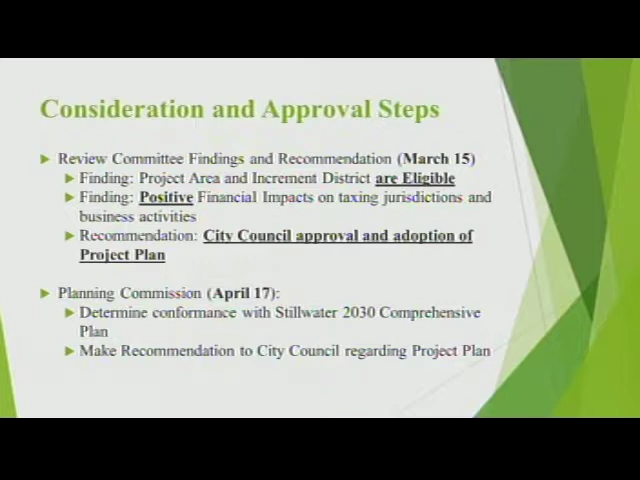 Consideration and Approval Steps
Review Committee Findings and Recommendation (March 15)
Finding: Project Area and Increment District are Eligible
Finding: Positive Financial Impacts on taxing jurisdictions and
business activities
Recommendation: City Council approval and adoption of
Project Plan
Planning Commission (April 17):
Determine conformance with Stillwater 2030 Comprehensive
Plan
Make Recommendation to City Council regarding Project Plan